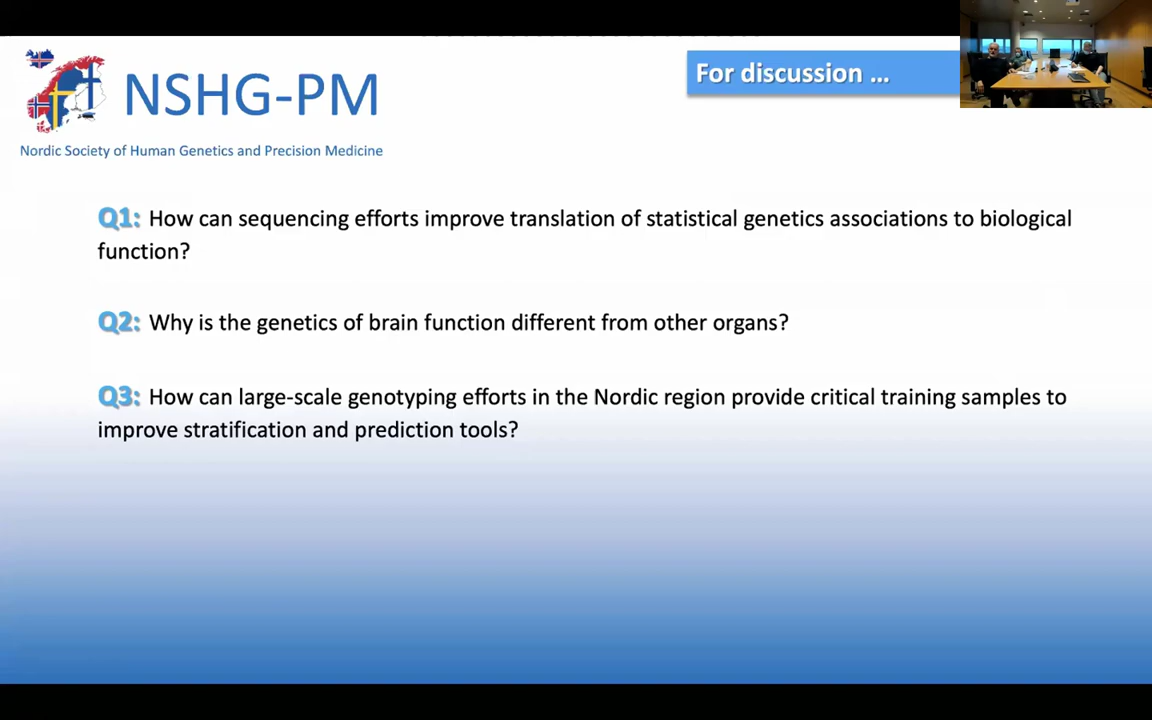 NSHG-PM
Nordic Society of Human Genetics and Precision Medicine
For discussion ...
Q1: How can sequencing efforts improve translation of statistical genetics associations to biological
function?
Q2: Why is the genetics of brain function different from other organs?
Q3: How can large-scale genotyping efforts in the Nordic region provide critical training samples to
improve stratification and prediction tools?